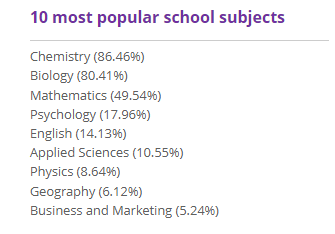 10 most popular school subjects
Chemistry (86.46%)
Biology (80.41%)
Mathematics (49.54%)
Psychology (17.96%)
English (14.13%)
Applied Sciences (10.55%)
Physics (8.64%)
Geography (6.12%)
Business and Marketing (5.24%)